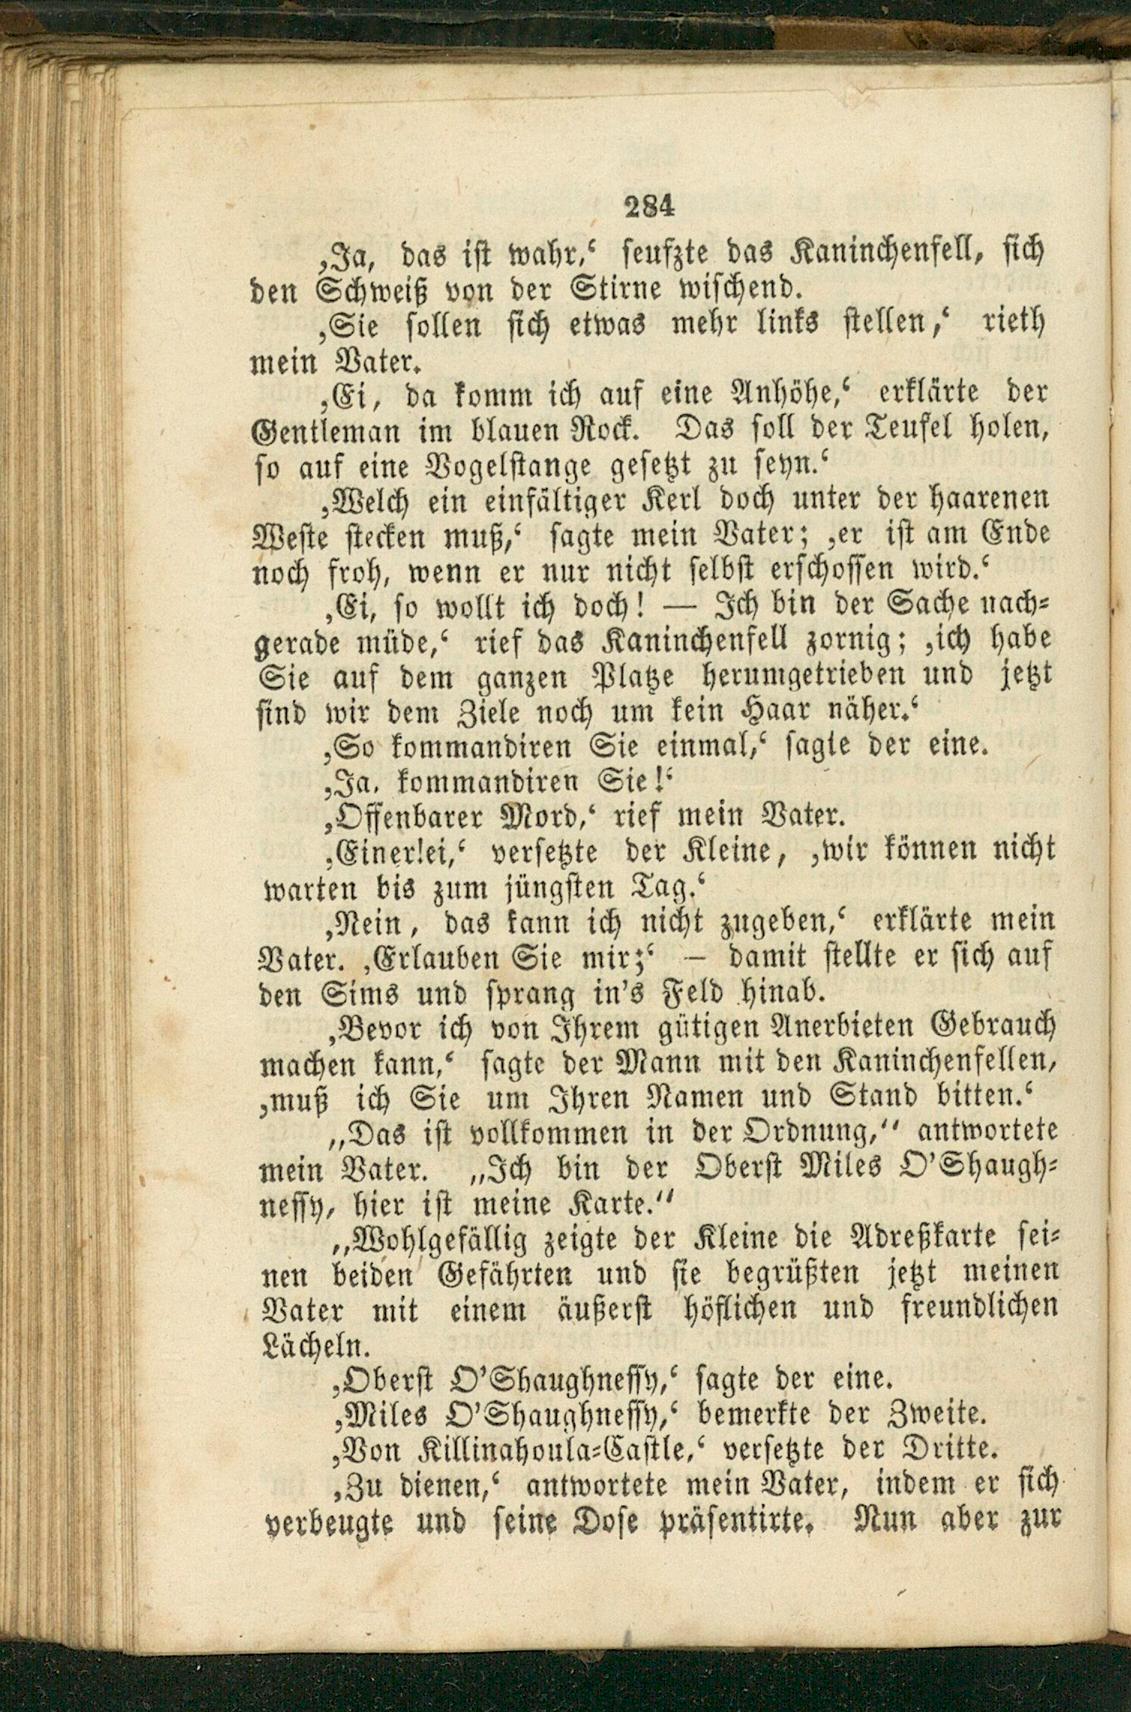 284
‚Ja, das ist wahr,‘ seufzte das Kaninchenfell, sich
den Schweiß von der Stirne wischend.
‚Sie sollen sich etwas mehr links stellen,‘ rieth
mein Vater.
‚Ei, da komm ich auf eine Anhöhe,‘ erklärte der
Gentleman im blauen Rock. Das soll der Teufel holen,
so auf eine Vogelstange gesetzt zu seyn.‘
‚Welch ein einfältiger Kerl doch unter der haarenen
Weste stecken muß,‘ sagte mein Vater; ‚er ist am Ende
noch froh, wenn er nur nicht selbst erschossen wird.‘
‚Ei, so wollt ich doch! — Ich bin der Sache nach-
gerade müde,‘ rief das Kaninchenfell zornig; ‚ich habe
Sie auf dem ganzen Platze herumgetrieben und jetzt
sind wir dem Ziele noch um kein Haar näher.‘
‚So kommandiren Sie einmal,‘ sagte der eine.
‚Ja, kommandiren Sie!‘
‚Offenbarer Mord,‘ rief mein Vater.
‚Einerlei,‘ versetzte der Kleine, ‚wir können nicht
warten bis zum jüngsten Tag.‘
‚Nein, das kann ich nicht zugeben,‘ erklärte mein
Vater. ‚Erlauben Sie mir;‘ — damit stellte er sich auf
den Sims und sprang in's Feld hinab.
‚Bevor ich von Ihrem gütigen Anerbieten Gebrauch
machen kann,‘ sagte der Mann mit den Kaninchenfellen,
‚muß ich Sie um Ihren Namen und Stand bitten.‘
„Das ist vollkommen in der Ordnung,“ antwortete
mein Vater. „Ich bin der Oberst Miles O'Shaugh-
nessy, hier ist meine Karte.“
„Wohlgefällig zeigte der Kleine die Adreßkarte sei-
nen beiden Gefährten und sie begrüßten jetzt meinen
Vater mit einem äußerst höflichen und freundlichen
Lächeln.
‚Oberst O'Shaughnessy,‘ sagte der eine.
‚Miles O'Shaughnessy,‘ bemerkte der Zweite.
‚Von Killinahoula-Castle,‘ versetzte der Dritte.
‚Zu dienen,‘ antwortete mein Vater, indem er sich
verbeugte und seine Dose präsentirte. Nun aber zur